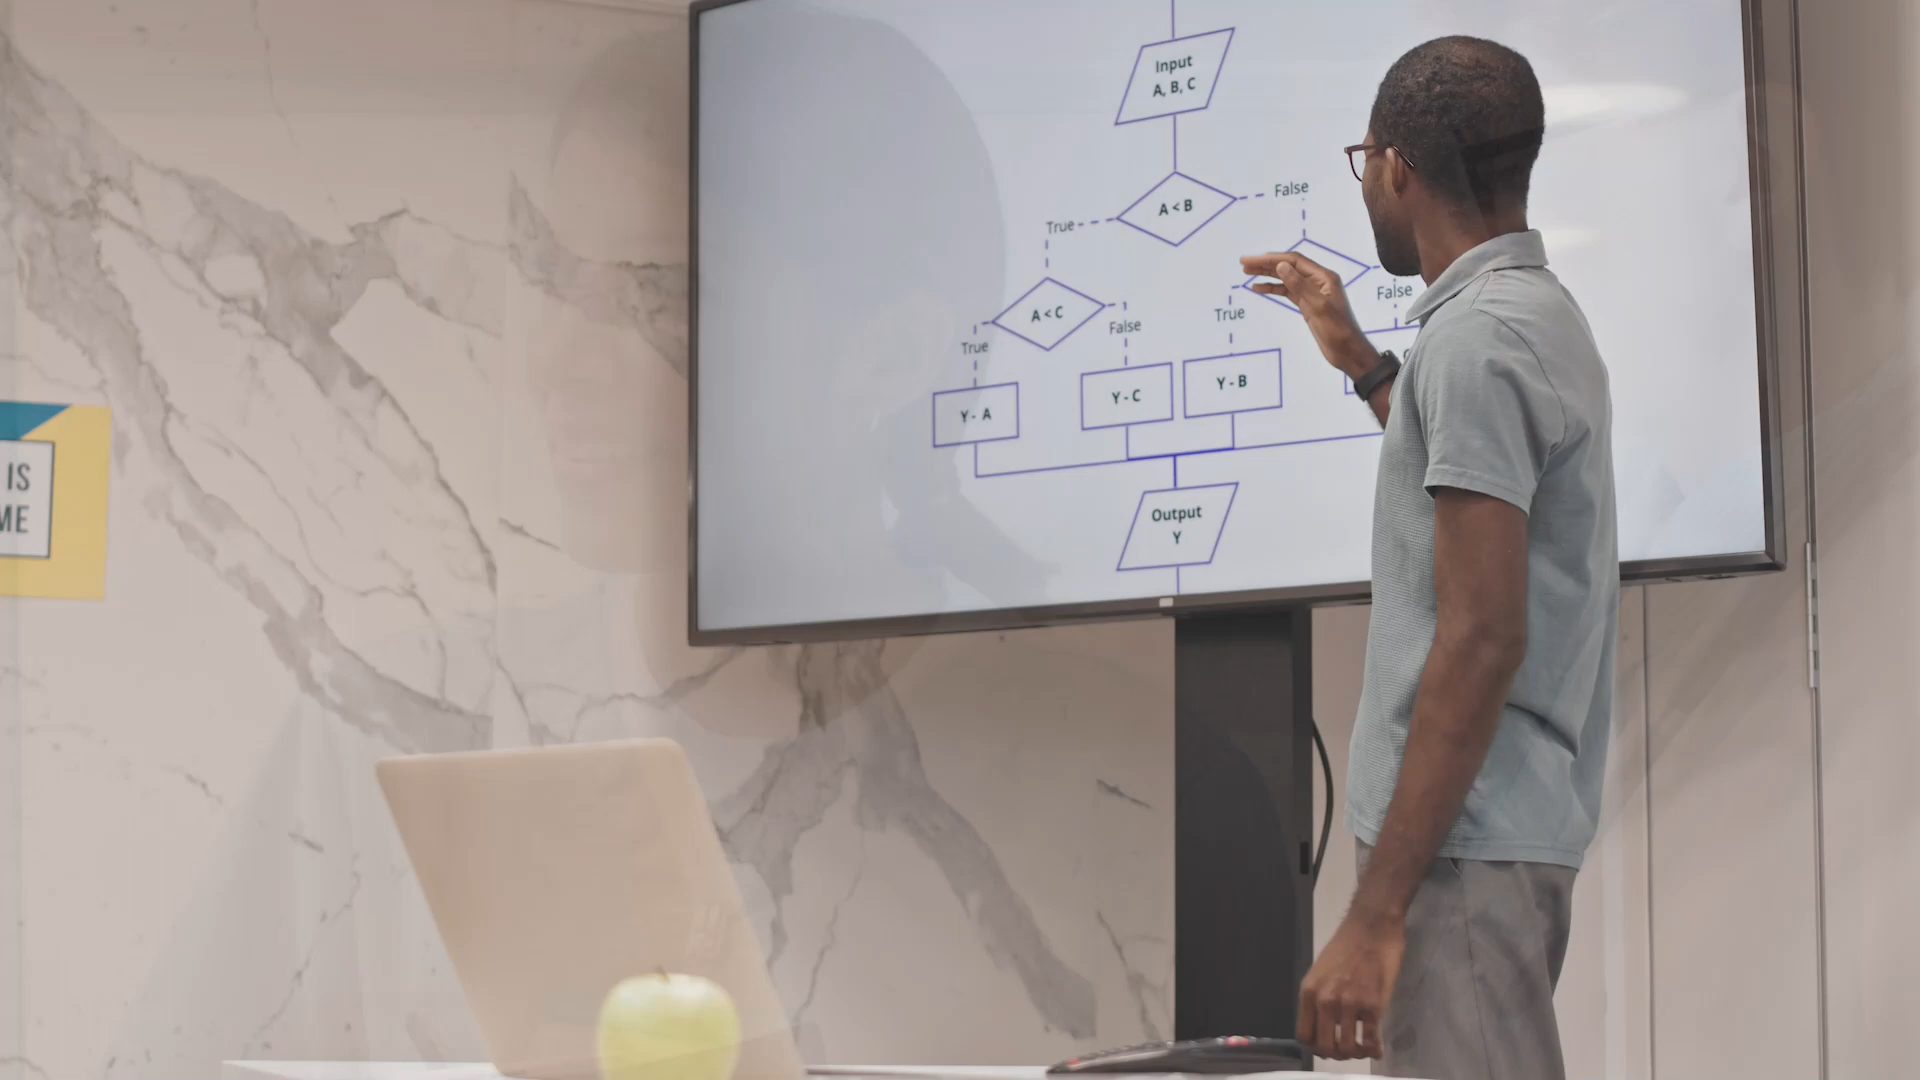 IS
ME
Input
A, B, C
A < B
False
True
A < C
False
True
False
True
Y - A
Y - C
Y - B
Output
Y